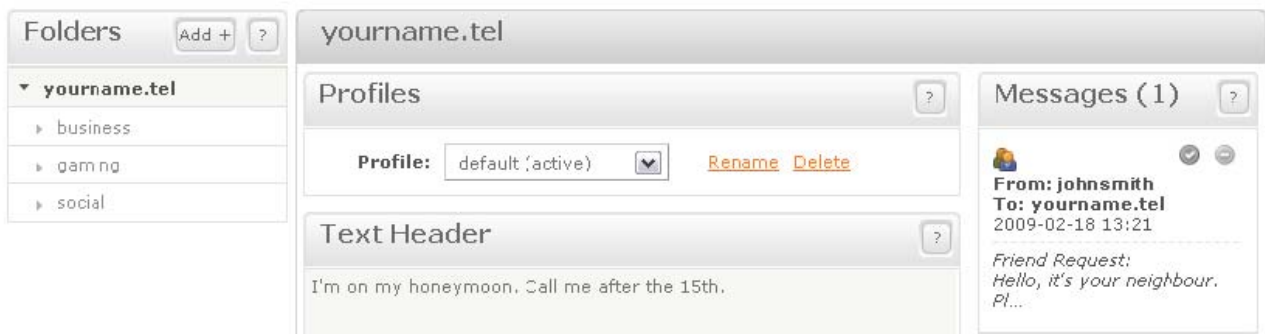 Folders
Add +
?
yourname.tel
business
gaming
social
yourname.tel
Profiles
?
Profile:
default (active)
Rename
Delete
Text Header
?
I'm on my honeymoon. Call me after the 15th.
Messages (1)
?
From: johnsmith
To: yourname.tel
2009-02-18 13:21
Friend Request:
Hello, it's your neighbour.
Pl...